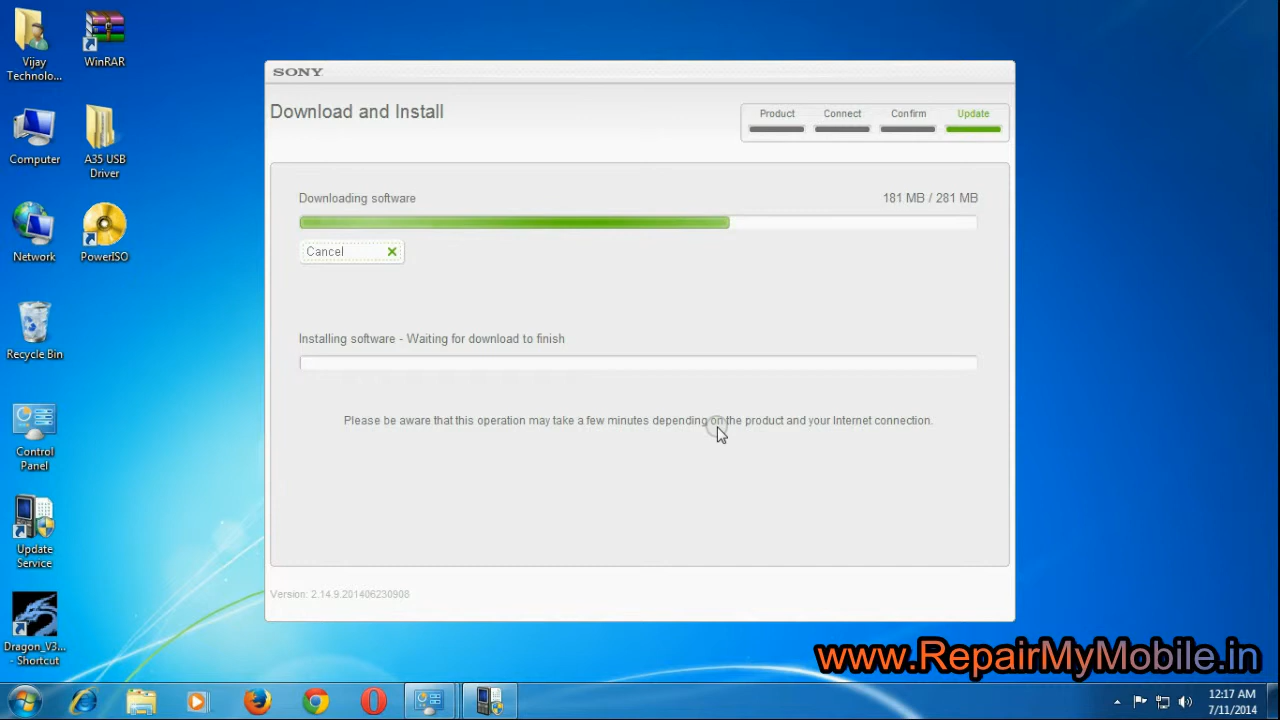 Vijay
Technolo...
WinRAR
Computer
A35 USB
Driver
Network
PowerISO
Recycle Bin
Control
Panel
Update
Service
Dragon_V3...
- Shortcut
SONY
Download and Install
Product
Connect
Confirm
Update
Downloading software
181 MB / 281 MB
Cancel
Installing software - Waiting for download to finish
Please be aware that this operation may take a few minutes depending on the product and your Internet connection.
Version: 2.14.9.201406230908
www.RepairMyMobile.in
12:17 AM
7/11/2014